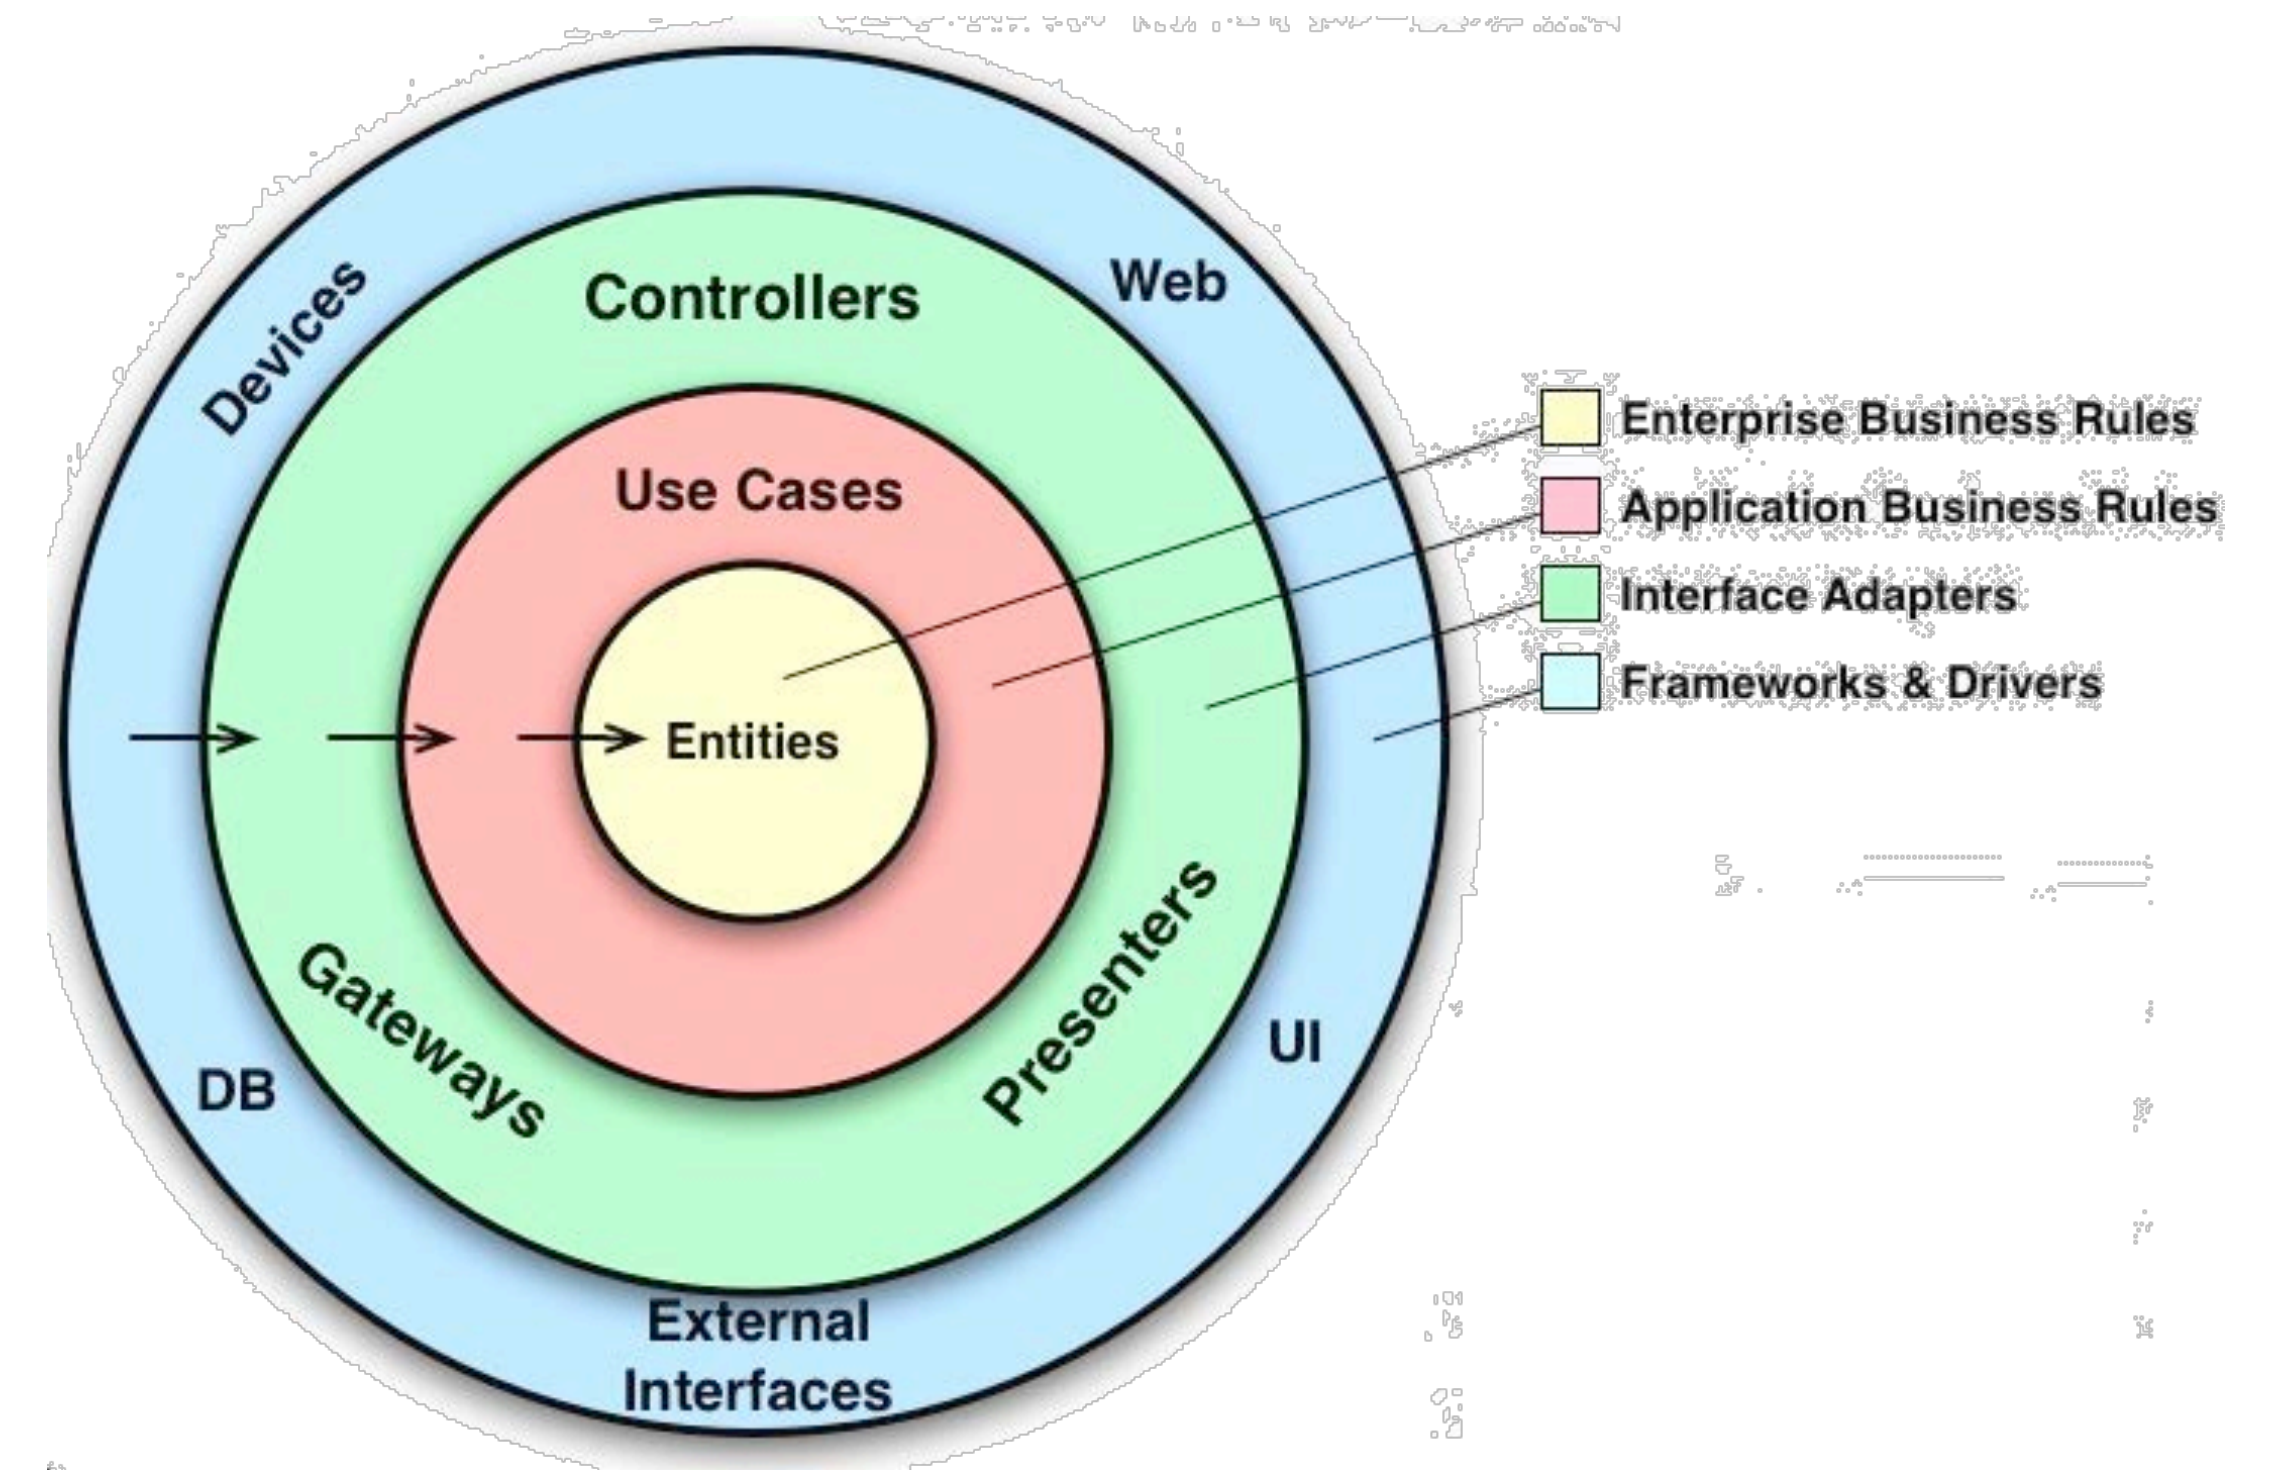 Controllers
Web
Devices
Use Cases
Entities
Gateways
Presenters
DB
UI
External
Interfaces
Enterprise Business Rules
Application Business Rules
Interface Adapters
Frameworks & Drivers